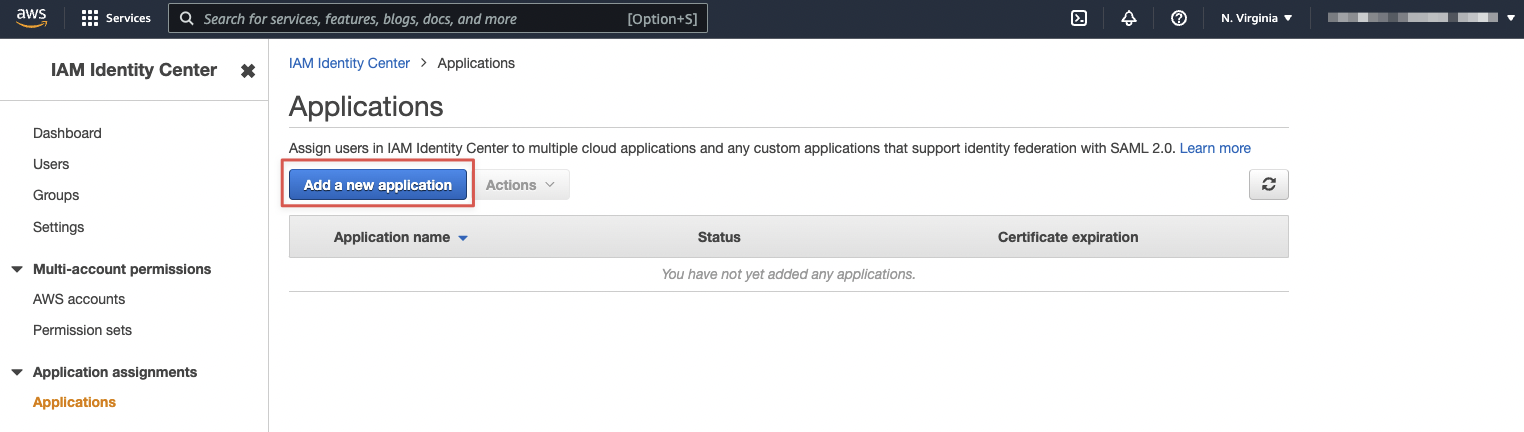 aws Services Search for services, features, blogs, docs, and more [Option+S] N. Virginia
IAM Identity Center
Dashboard
Users
Groups
Settings
Multi-account permissions
AWS accounts
Permission sets
Application assignments
Applications
IAM Identity Center > Applications
Applications
Assign users in IAM Identity Center to multiple cloud applications and any custom applications that support identity federation with SAML 2.0. Learn more
Add a new application Actions
Application name Status Certificate expiration
You have not yet added any applications.